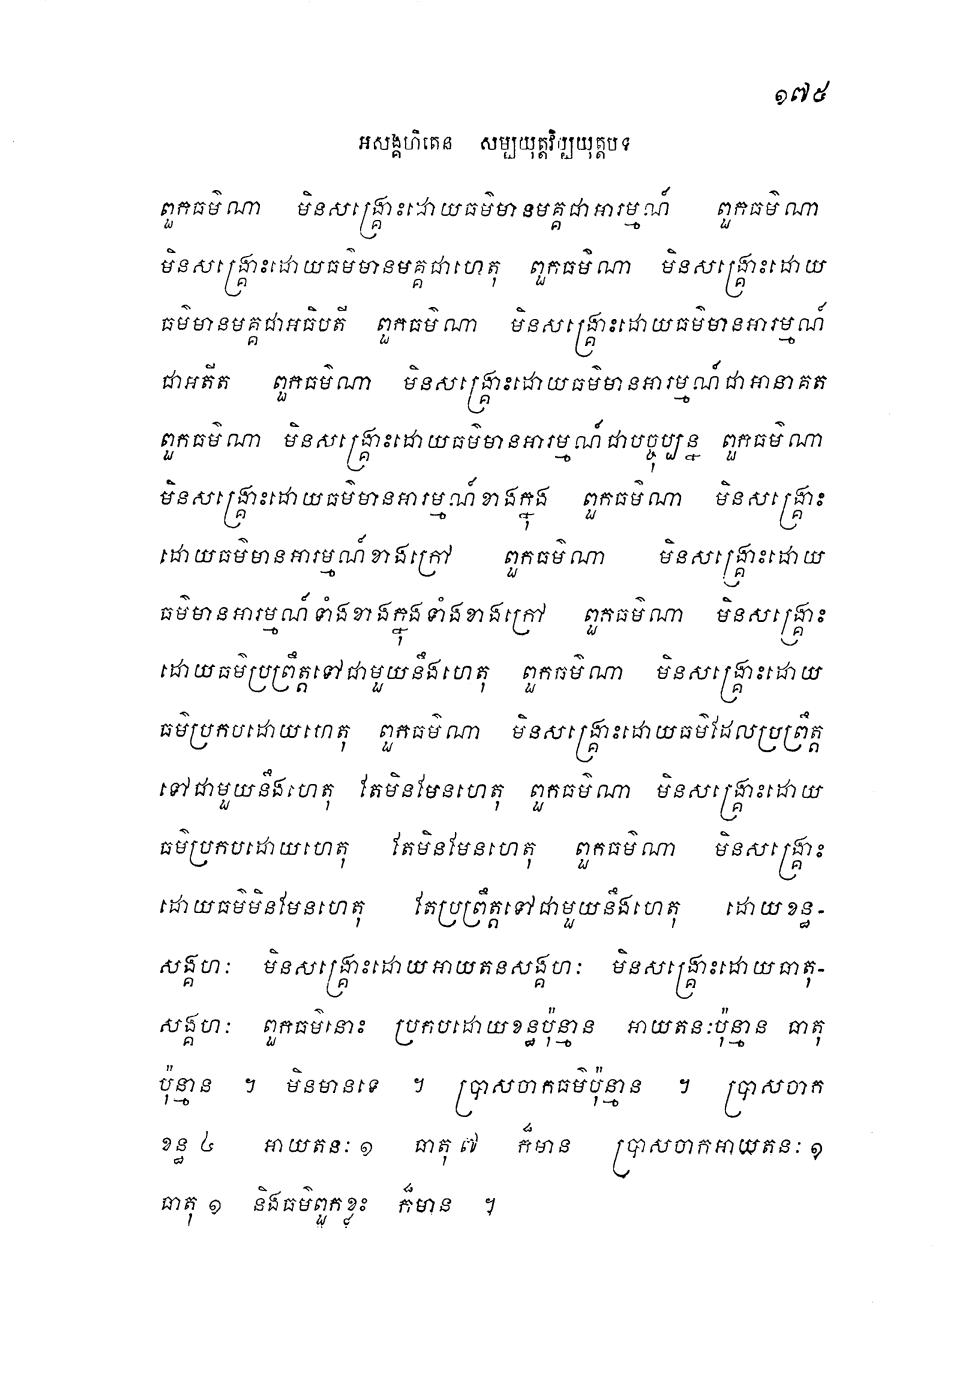 ១៧៥
អសង្គហិតេន សម្បយុត្តវិប្បយុត្តបទ
ពួកធម៌ណា មិនសង្គ្រោះដោយធម៌មានមគ្គជាអារម្មណ៍ ពួកធម៌ណា
មិនសង្គ្រោះដោយធម៌មានមគ្គជាហេតុ ពួកធម៌ណា មិនសង្គ្រោះដោយ
ធម៌មានមគ្គជាអធិបតី ពួកធម៌ណា មិនសង្គ្រោះដោយធម៌មានអារម្មណ៍
ជាអតីត ពួកធម៌ណា មិនសង្គ្រោះដោយធម៌មានអារម្មណ៍ជាអនាគត
ពួកធម៌ណា មិនសង្គ្រោះដោយធម៌មានអារម្មណ៍ជាបច្ចុប្បន្ន ពួកធម៌ណា
មិនសង្គ្រោះដោយធម៌មានអារម្មណ៍ខាងក្នុង ពួកធម៌ណា មិនសង្គ្រោះ
ដោយធម៌មានអារម្មណ៍ខាងក្រៅ ពួកធម៌ណា មិនសង្គ្រោះដោយ
ធម៌មានអារម្មណ៍ទាំងខាងក្នុងទាំងខាងក្រៅ ពួកធម៌ណា មិនសង្គ្រោះ
ដោយធម៌ប្រព្រឹត្តទៅជាមួយនឹងហេតុ ពួកធម៌ណា មិនសង្គ្រោះដោយ
ធម៌ប្រកបដោយហេតុ ពួកធម៌ណា មិនសង្គ្រោះដោយធម៌ដែលប្រព្រឹត្ត
ទៅជាមួយនឹងហេតុ តែមិនមែនហេតុ ពួកធម៌ណា មិនសង្គ្រោះដោយ
ធម៌ប្រកបដោយហេតុ តែមិនមែនហេតុ ពួកធម៌ណា មិនសង្គ្រោះ
ដោយធម៌មិនមែនហេតុ តែប្រព្រឹត្តទៅជាមួយនឹងហេតុ ដោយខន្ធ-
សង្គហៈ មិនសង្គ្រោះដោយអាយតនសង្គហៈ មិនសង្គ្រោះដោយធាតុ-
សង្គហៈ ពួកធម៌នោះ ប្រកបដោយខន្ធប៉ុន្មាន អាយតនៈប៉ុន្មាន ធាតុ
ប៉ុន្មាន ។ មិនមានទេ ។ ប្រាសចាកធម៌ប៉ុន្មាន ។ ប្រាសចាក
ខន្ធ ៤ អាយតនៈ ១ ធាតុ ៧ ក៏មាន ប្រាសចាកអាយតនៈ ១
ធាតុ ១ និងធម៌ពួកខ្លះ ក៏មាន ។